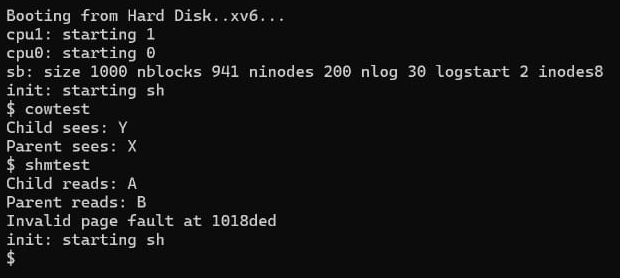 Booting from Hard Disk..xv6...
cpu1: starting 1
cpu0: starting 0
sb: size 1000 nblocks 941 ninodes 200 nlog 30 logstart 2 inodes8
init: starting sh
$ cowtest
Child sees: Y
Parent sees: X
$ shmtest
Child reads: A
Parent reads: B
Invalid page fault at 1018ded
init: starting sh
$